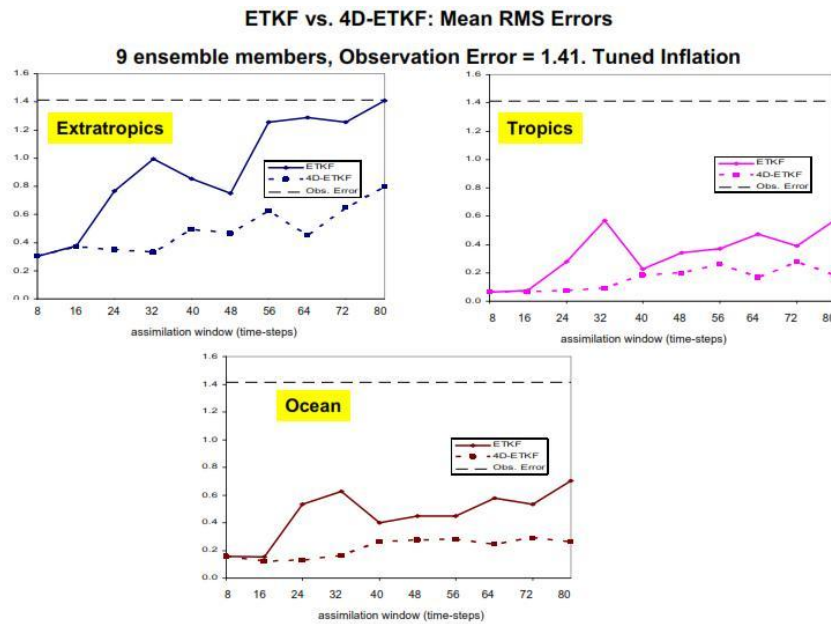 ETKF vs. 4D-ETKF: Mean RMS Errors
9 ensemble members, Observation Error = 1.41. Tuned Inflation
1.6
1.4
1.2
1.0
0.8
0.6
0.4
0.2
0.0
Extratropics
ETKF
4D-ETKF
Obs. Error
8 16 24 32 40 48 56 64 72 80
assimilation window (time-steps)
1.6
1.4
1.2
1.0
0.8
0.6
0.4
0.2
0.0
Tropics
ETKF
4D-ETKF
Obs. Error
8 16 24 32 40 48 56 64 72 80
assimilation window (time-steps)
1.6
1.4
1.2
1.0
0.8
0.6
0.4
0.2
0.0
Ocean
ETKF
4D-ETKF
Obs. Error
8 16 24 32 40 48 56 64 72 80
assimilation window (time-steps)